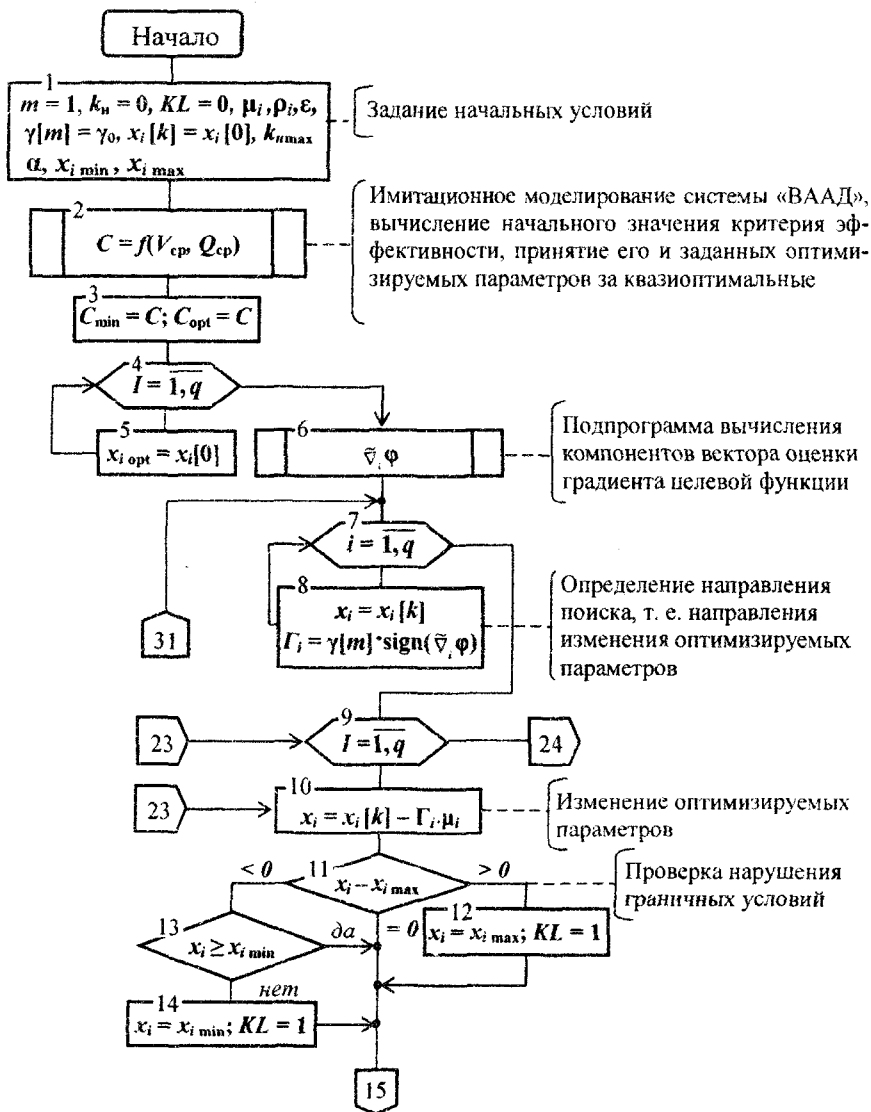 Начало
1
m = 1, kн = 0, KL = 0, μi, ρi, ε,
γ[m] = γ0, xi [k] = xi [0], kнmax
α, xi min, xi max
Задание начальных условий
2
C = f(Vср, Qср)
Имитационное моделирование системы «ВААД»,
вычисление начального значения критерия эф-
фективности, принятие его и заданных оптими-
зируемых параметров за квазиоптимальные
3
Cmin = C; Copt = C
4
I = 1, q
5
xi opt = xi[0]
6
∇̃i φ
Подпрограмма вычисления
компонентов вектора оценки
градиента целевой функции
7
i = 1, q
8
xi = xi [k]
Гi = γ[m]·sign(∇̃i φ)
Определение направления
поиска, т. е. направления
изменения оптимизируемых
параметров
31
23
9
I = 1, q
24
23
10
xi = xi [k] – Гi·μi
Изменение оптимизируемых
параметров
< 0
11
xi – xi max
> 0
Проверка нарушения
граничных условий
= 0
12
xi = xi max; KL = 1
13
xi ≥ xi min
да
нет
14
xi = xi min; KL = 1
15